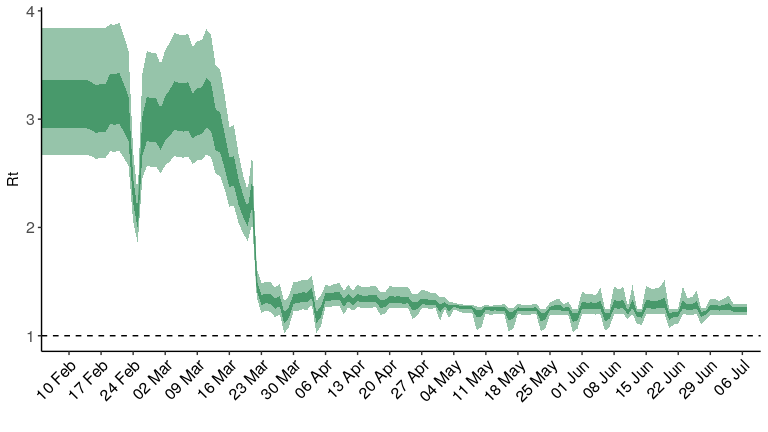 4
3
2
1
Rt
10 Feb
17 Feb
24 Feb
02 Mar
09 Mar
16 Mar
23 Mar
30 Mar
06 Apr
13 Apr
20 Apr
27 Apr
04 May
11 May
18 May
25 May
01 Jun
08 Jun
15 Jun
22 Jun
29 Jun
06 Jul